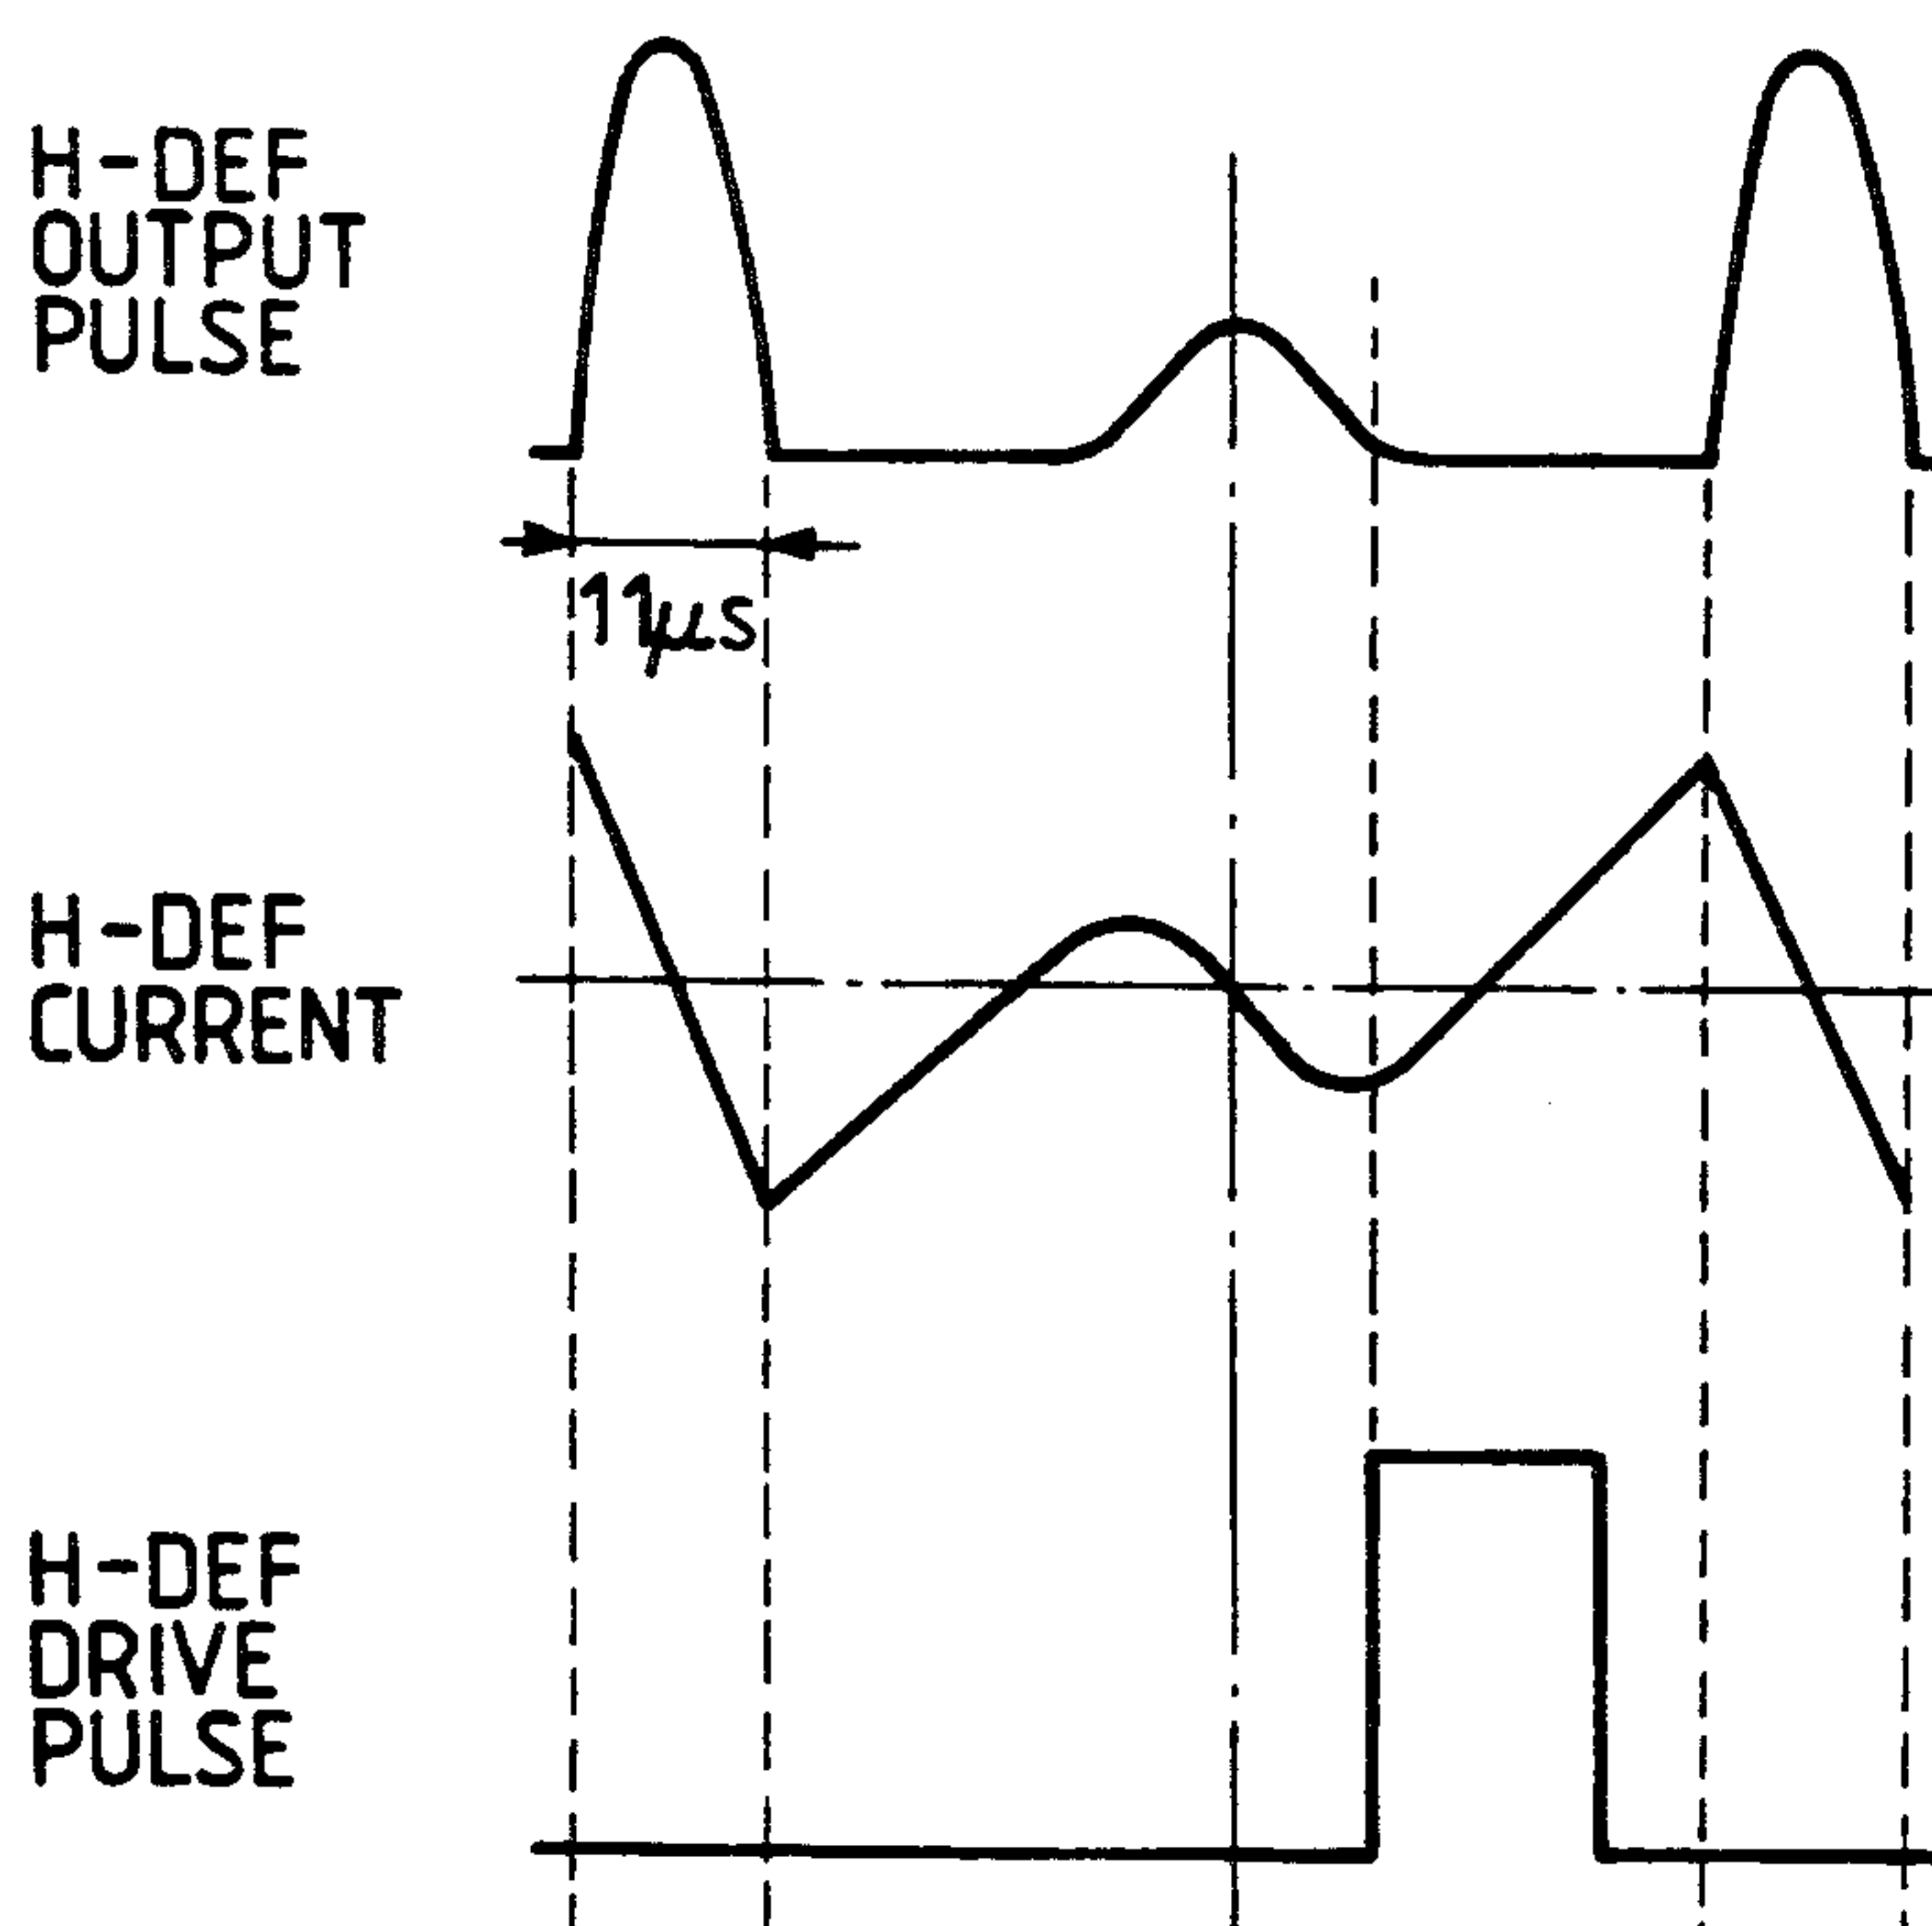 H-DEF
OUTPUT
PULSE
11µs
H-DEF
CURRENT
H-DEF
DRIVE
PULSE